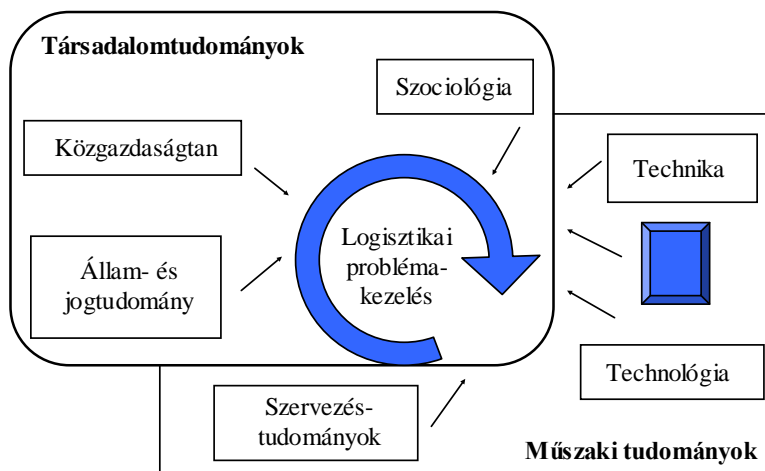 Társadalomtudományok
Szociológia
Közgazdaságtan
Technika
Logisztikai
probléma-
kezelés
Állam- és
jogtudomány
Technológia
Szervezés-
tudományok
Műszaki tudományok